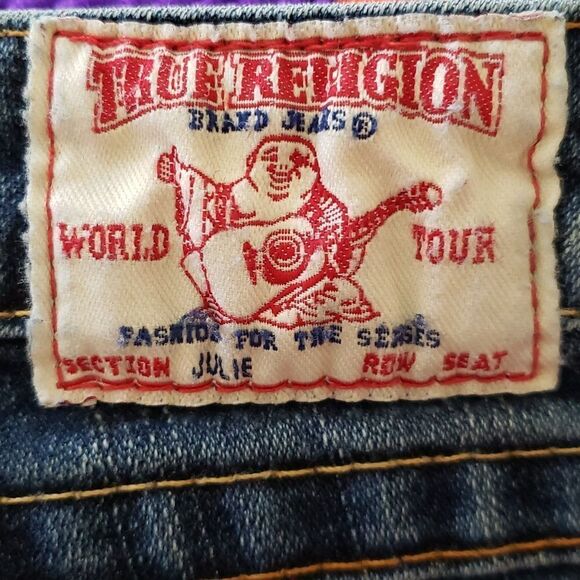 TRUE RELIGION
BRAND JEANS ®
WORLD TOUR
FASHION FOR THE SENSES
SECTION JULIE ROW SEAT